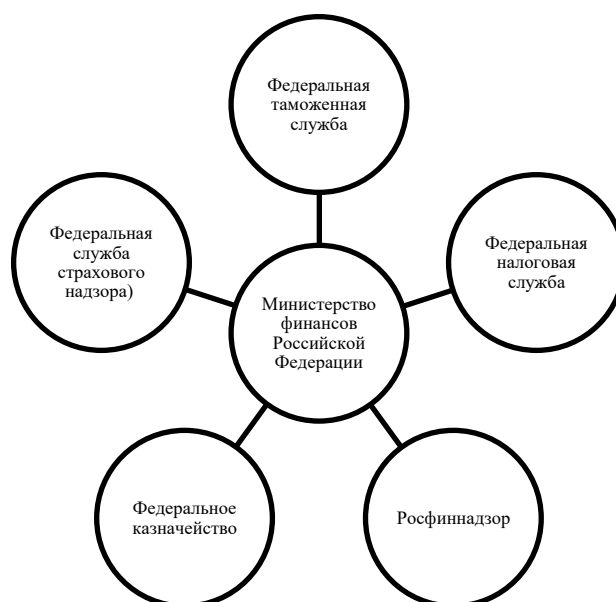 Федеральная
таможенная
служба
Федеральная
служба
страхового
надзора)
Федеральная
налоговая
служба
Министерство
финансов
Российской
Федерации
Федеральное
казначейство
Росфиннадзор